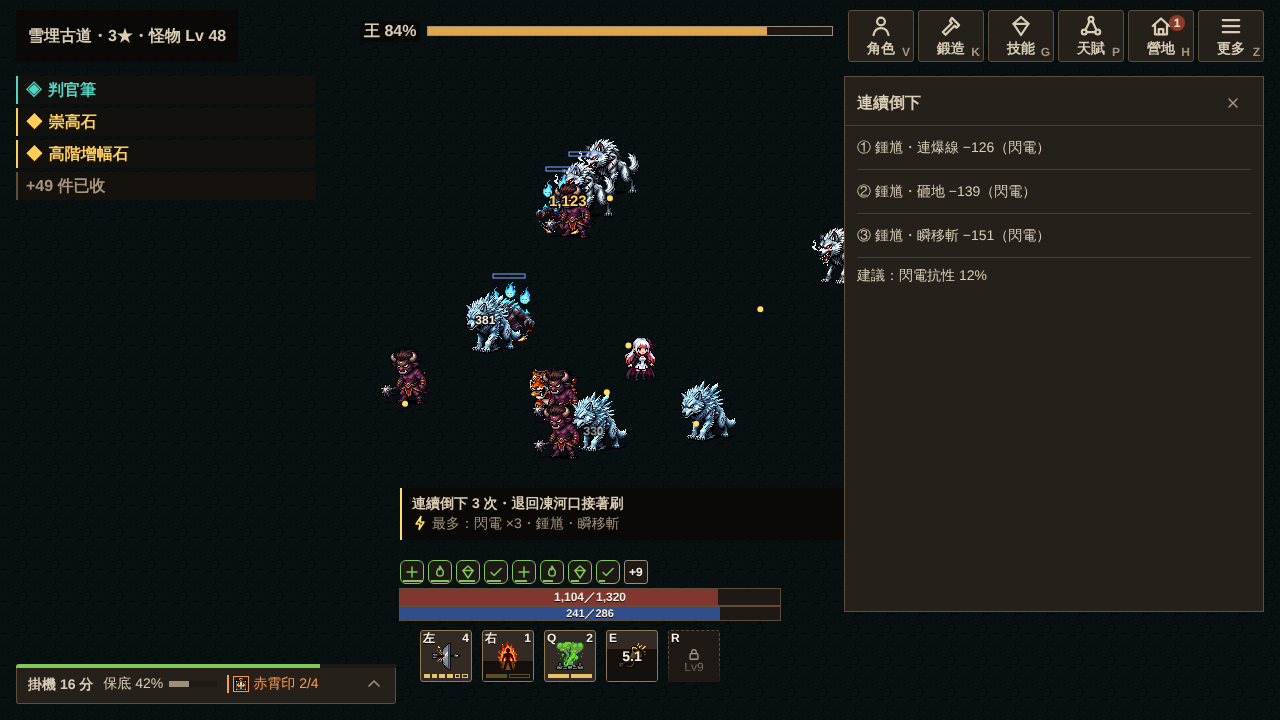 雪埋古道・3★・怪物 Lv 48
王 84%
角色 V
鍛造 K
技能 G
天賦 P
營地 H
1
更多 Z
判官筆
崇高石
高階增幅石
+49 件已收
連續倒下
① 鍾馗・連爆線 −126（閃電）
② 鍾馗・砸地 −139（閃電）
③ 鍾馗・瞬移斬 −151（閃電）
建議：閃電抗性 12%
1,123
381
330
連續倒下 3 次・退回凍河口接著刷
最多：閃電 ×3・鍾馗・瞬移斬
+9
1,104／1,320
241／286
左 4
右 1
Q 2
E 5.1
R Lv9
掛機 16 分 保底 42% 赤霄印 2/4